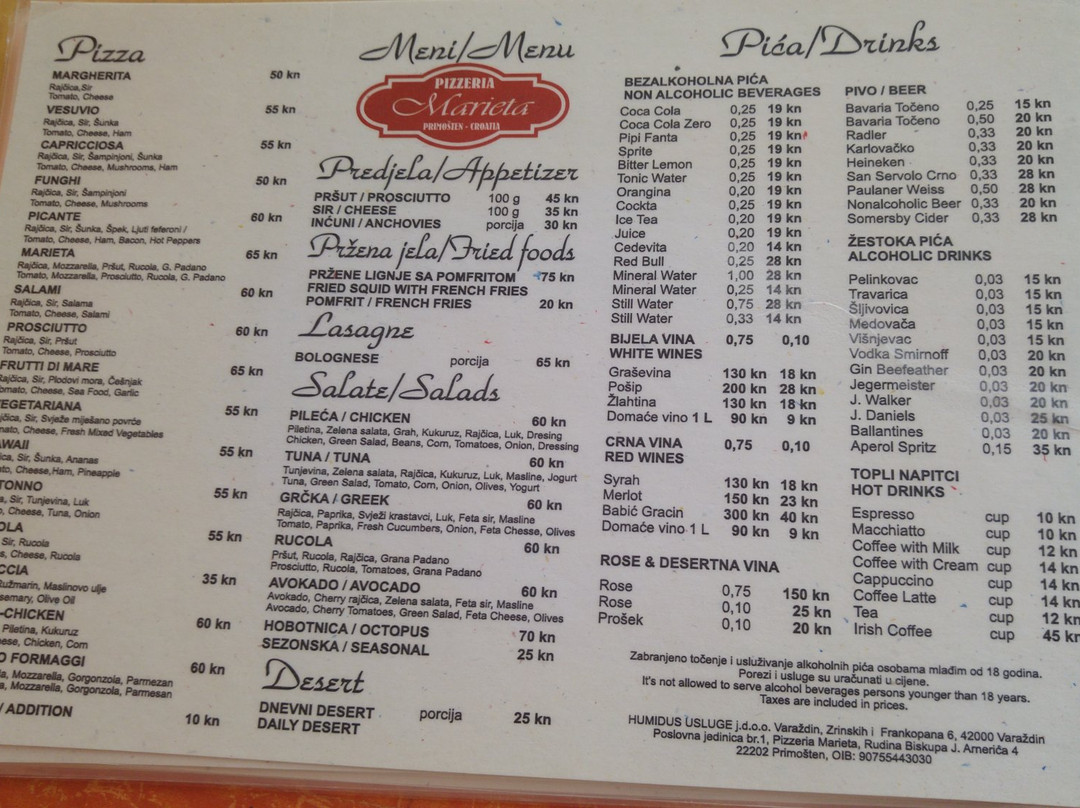 Pizza
MARGHERITA 50 kn
Rajčica,Sir
Tomato, Cheese
VESUVIO 55 kn
Rajčica, Sir, Šunka
Tomato, Cheese, Ham
CAPRICCIOSA 55 kn
Rajčica, Sir, Šampinjoni, Šunka
Tomato, Cheese, Mushrooms, Ham
FUNGHI 50 kn
Rajčica, Sir, Šampinjoni
Tomato, Cheese, Mushrooms
PICANTE 60 kn
Rajčica, Sir, Šunka, Špek, Ljuti feferoni /
Tomato, Cheese, Ham, Bacon, Hot Peppers
MARIETA 65 kn
Rajčica, Mozzarella, Pršut, Rucola, G. Padano
Tomato, Mozzarella, Prosciutto, Rucola, G. Padano
SALAMI 60 kn
Rajčica, Sir, Salama
Tomato, Cheese, Salami
PROSCIUTTO 60 kn
Rajčica, Sir, Pršut
Tomato, Cheese, Prosciutto
FRUTTI DI MARE 65 kn
Rajčica, Sir, Plodovi mora, Češnjak
omato, Cheese, Sea Food, Garlic
VEGETARIANA 55 kn
jčica, Sir, Svježe miješano povrće
nato, Cheese, Fresh Mixed Vegetables
WAII 55 kn
ica, Sir, Šunka, Ananas
to, Cheese,Ham, Pineapple
TONNO 55 kn
a, Sir, Tunjevina, Luk
o, Cheese, Tuna, Onion
OLA 55 kn
Sir, Rucola
s, Cheese, Rucola
CCIA 35 kn
Ružmarin, Maslinovo ulje
semary, Olive Oil
-CHICKEN 60 kn
Piletina, Kukuruz
ese, Chicken, Corn
O FORMAGGI 60 kn
a, Mozzarella, Gorgonzola, Parmezan
a, Mozzarella, Gorgonzola, Parmesan
/ ADDITION 10 kn
Meni/Menu
PIZZERIA
Marieta
PRIMOŠTEN - CROATIA
Predjela/Appetizer
PRŠUT / PROSCIUTTO 100 g 45 kn
SIR / CHEESE 100 g 35 kn
INĆUNI / ANCHOVIES porcija 30 kn
Pržena jela/Fried foods
PRŽENE LIGNJE SA POMFRITOM 75 kn
FRIED SQUID WITH FRENCH FRIES
POMFRIT / FRENCH FRIES 20 kn
Lasagne
BOLOGNESE porcija 65 kn
Salate/Salads
PILEĆA / CHICKEN 60 kn
Piletina, Zelena salata, Grah, Kukuruz, Rajčica, Luk, Dresing
Chicken, Green Salad, Beans, Corn, Tomatoes, Onion, Dressing
TUNA / TUNA 60 kn
Tunjevina, Zelena salata, Rajčica, Kukuruz, Luk, Masline, Jogurt
Tuna, Green Salad, Tomato, Corn, Onion, Olives, Yogurt
GRČKA / GREEK 60 kn
Rajčica, Paprika, Svježi krastavci, Luk, Feta sir, Masline
Tomato, Paprika, Fresh Cucumbers, Onion, Feta Chesse, Olives
RUCOLA 60 kn
Pršut, Rucola, Rajčica, Grana Padano
Prosciutto, Rucola, Tomatoes, Grana Padano
AVOKADO / AVOCADO 60 kn
Avokado, Cherry rajčica, Zelena salata, Feta sir, Masline
Avocado, Cherry Tomatoes, Green Salad, Feta Cheese, Olives
HOBOTNICA / OCTOPUS 70 kn
SEZONSKA / SEASONAL 25 kn
Desert
DNEVNI DESERT porcija 25 kn
DAILY DESERT
Pića/Drinks
BEZALKOHOLNA PIĆA
NON ALCOHOLIC BEVERAGES
Coca Cola 0,25 19 kn
Coca Cola Zero 0,25 19 kn
Pipi Fanta 0,25 19 kn
Sprite 0,25 19 kn
Bitter Lemon 0,25 19 kn
Tonic Water 0,25 19 kn
Orangina 0,20 19 kn
Cockta 0,25 19 kn
Ice Tea 0,20 19 kn
Juice 0,20 19 kn
Cedevita 0,20 14 kn
Red Bull 0,25 28 kn
Mineral Water 1,00 28 kn
Mineral Water 0,25 14 kn
Still Water 0,75 28 kn
Still Water 0,33 14 kn
BIJELA VINA 0,75 0,10
WHITE WINES
Graševina 130 kn 18 kn
Pošip 200 kn 28 kn
Žlahtina 130 kn 18 kn
Domaće vino 1 L 90 kn 9 kn
CRNA VINA 0,75 0,10
RED WINES
Syrah 130 kn 18 kn
Merlot 150 kn 23 kn
Babić Gracin 300 kn 40 kn
Domaće vino 1 L 90 kn 9 kn
ROSE & DESERTNA VINA
Rose 0,75 150 kn
Rose 0,10 25 kn
Prošek 0,10 20 kn
PIVO / BEER
Bavaria Točeno 0,25 15 kn
Bavaria Točeno 0,50 20 kn
Radler 0,33 20 kn
Karlovačko 0,33 20 kn
Heineken 0,33 20 kn
San Servolo Crno 0,33 28 kn
Paulaner Weiss 0,50 28 kn
Nonalcoholic Beer 0,33 20 kn
Somersby Cider 0,33 28 kn
ŽESTOKA PIĆA
ALCOHOLIC DRINKS
Pelinkovac 0,03 15 kn
Travarica 0,03 15 kn
Šljivovica 0,03 15 kn
Medovača 0,03 15 kn
Višnjevac 0,03 15 kn
Vodka Smirnoff 0,03 20 kn
Gin Beefeather 0,03 20 kn
Jegermeister 0,03 20 kn
J. Walker 0,03 20 kn
J. Daniels 0,03 25 kn
Ballantines 0,03 20 kn
Aperol Spritz 0,15 35 kn
TOPLI NAPITCI
HOT DRINKS
Espresso cup 10 kn
Macchiatto cup 10 kn
Coffee with Milk cup 12 kn
Coffee with Cream cup 14 kn
Cappuccino cup 14 kn
Coffee Latte cup 14 kn
Tea cup 12 kn
Irish Coffee cup 45 kn
Zabranjeno točenje i usluživanje alkoholnih pića osobama mlađim od 18 godina.
Porezi i usluge su uračunati u cijene.
It's not allowed to serve alcohol beverages persons younger than 18 years.
Taxes are included in prices.
HUMIDUS USLUGE j.d.o.o. Varaždin, Zrinskih i Frankopana 6, 42000 Varaždin
Poslovna jedinica br.1, Pizzeria Marieta, Rudina Biskupa J. Američa 4
22202 Primošten, OIB: 90755443030